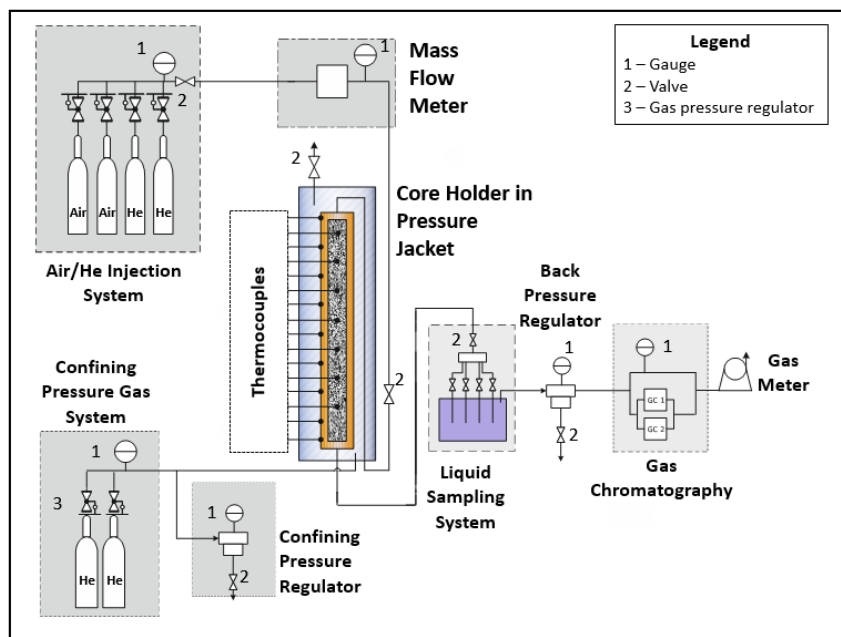 Legend
1 – Gauge
2 – Valve
3 – Gas pressure regulator
1
2
Air
Air
He
He
Air/He Injection
System
1
Mass
Flow
Meter
2
Core Holder in
Pressure
Jacket
Thermocouples
2
Confining
Pressure Gas
System
1
3
He
He
1
2
Confining
Pressure
Regulator
2
Liquid
Sampling
System
Back
Pressure
Regulator
1
2
1
GC 1
GC 2
Gas
Chromatography
Gas
Meter